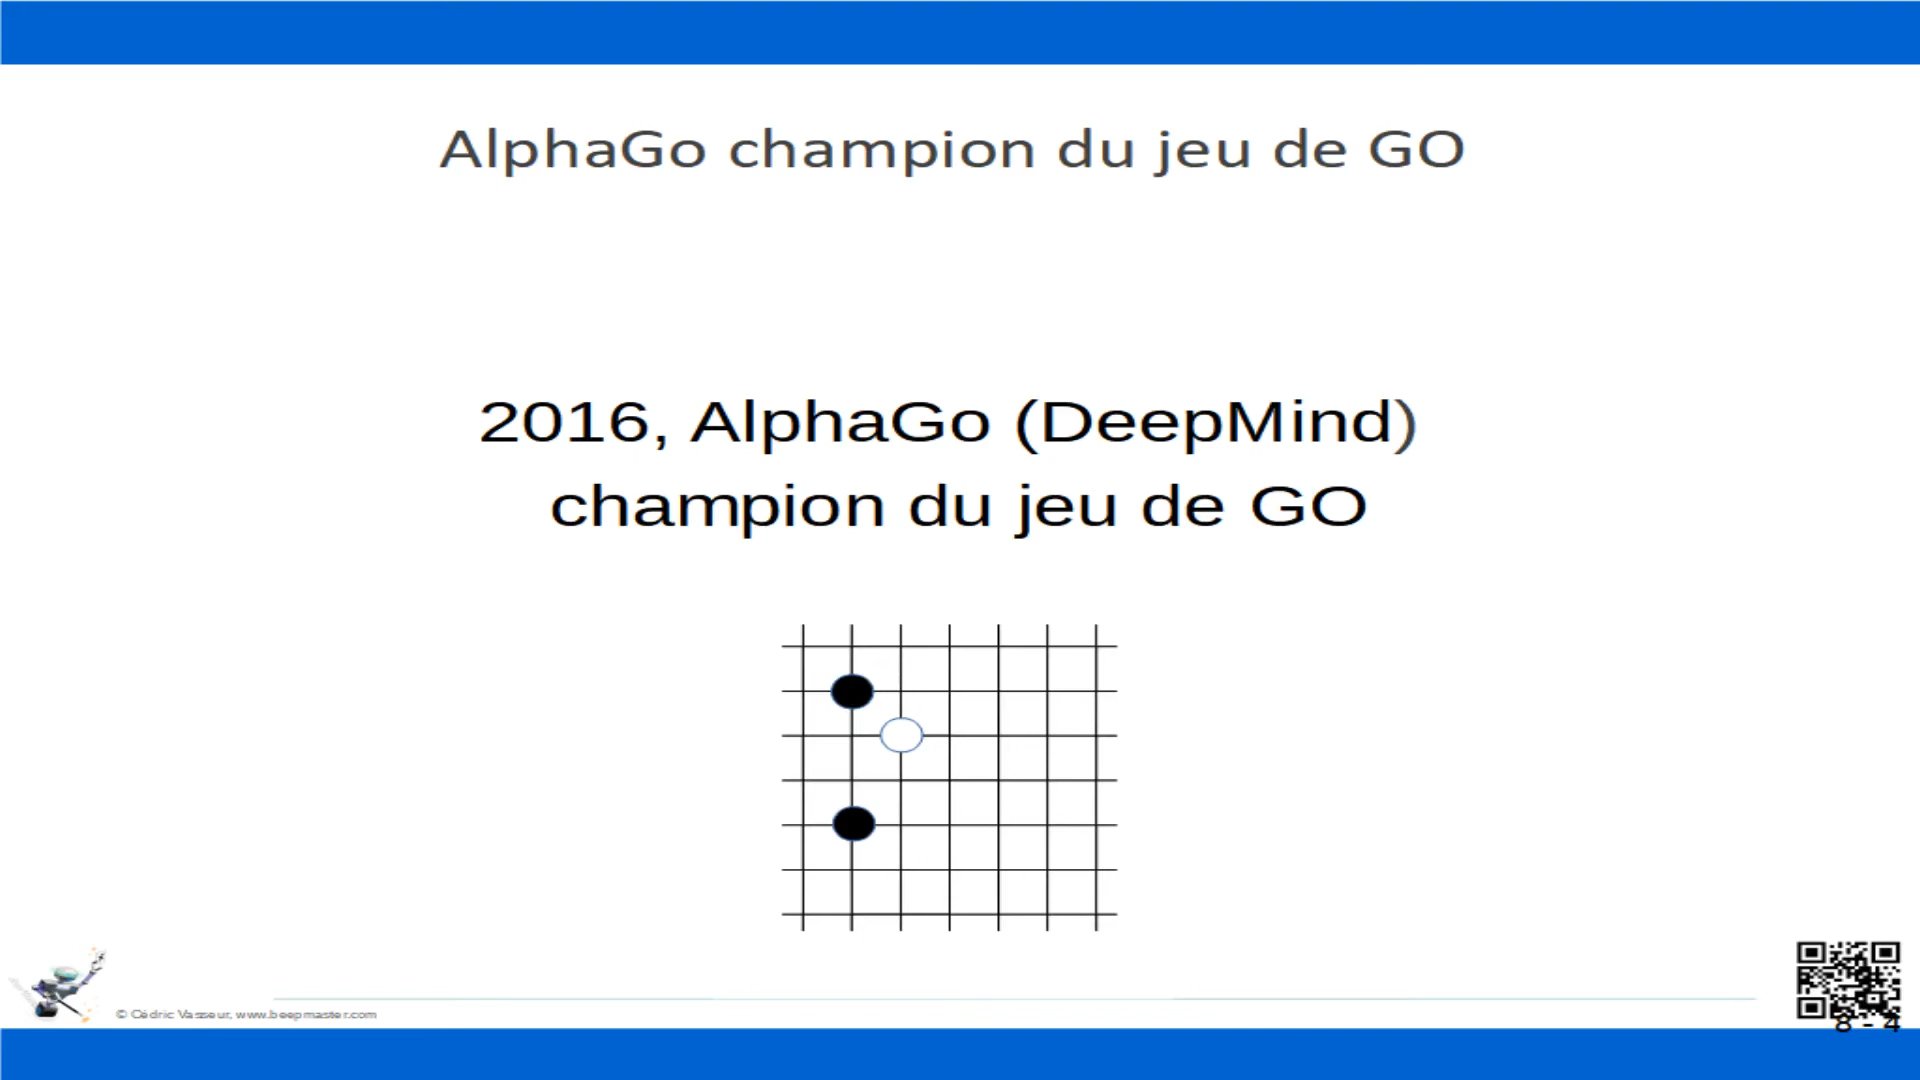 AlphaGo champion du jeu de GO
2016, AlphaGo (DeepMind)
champion du jeu de GO
© Cédric Vasseur, www.beepmaster.com
8 - 4